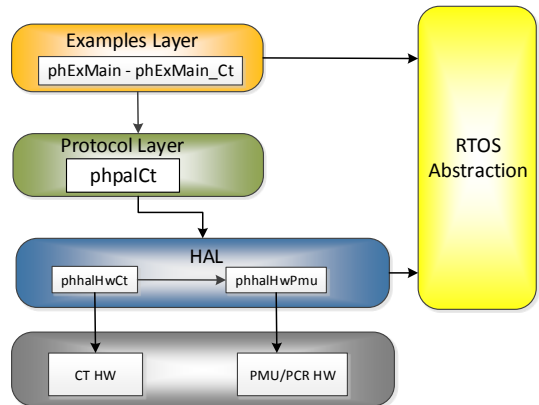 Examples Layer
phExMain - phExMain_Ct
Protocol Layer
phpalCt
RTOS
Abstraction
HAL
phhalHwCt
phhalHwPmu
CT HW
PMU/PCR HW